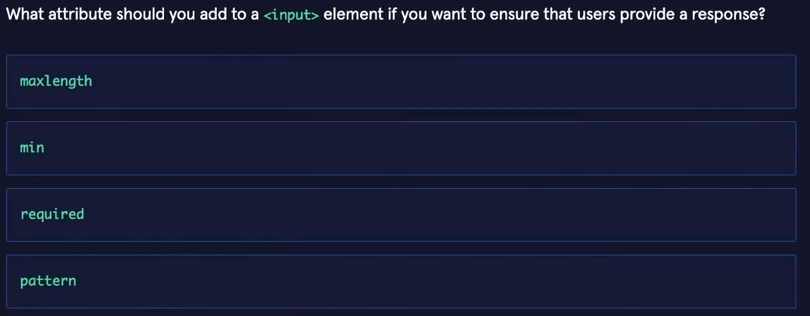 What attribute should you add to a <input> element if you want to ensure that users provide a response?
maxlength
min
required
pattern